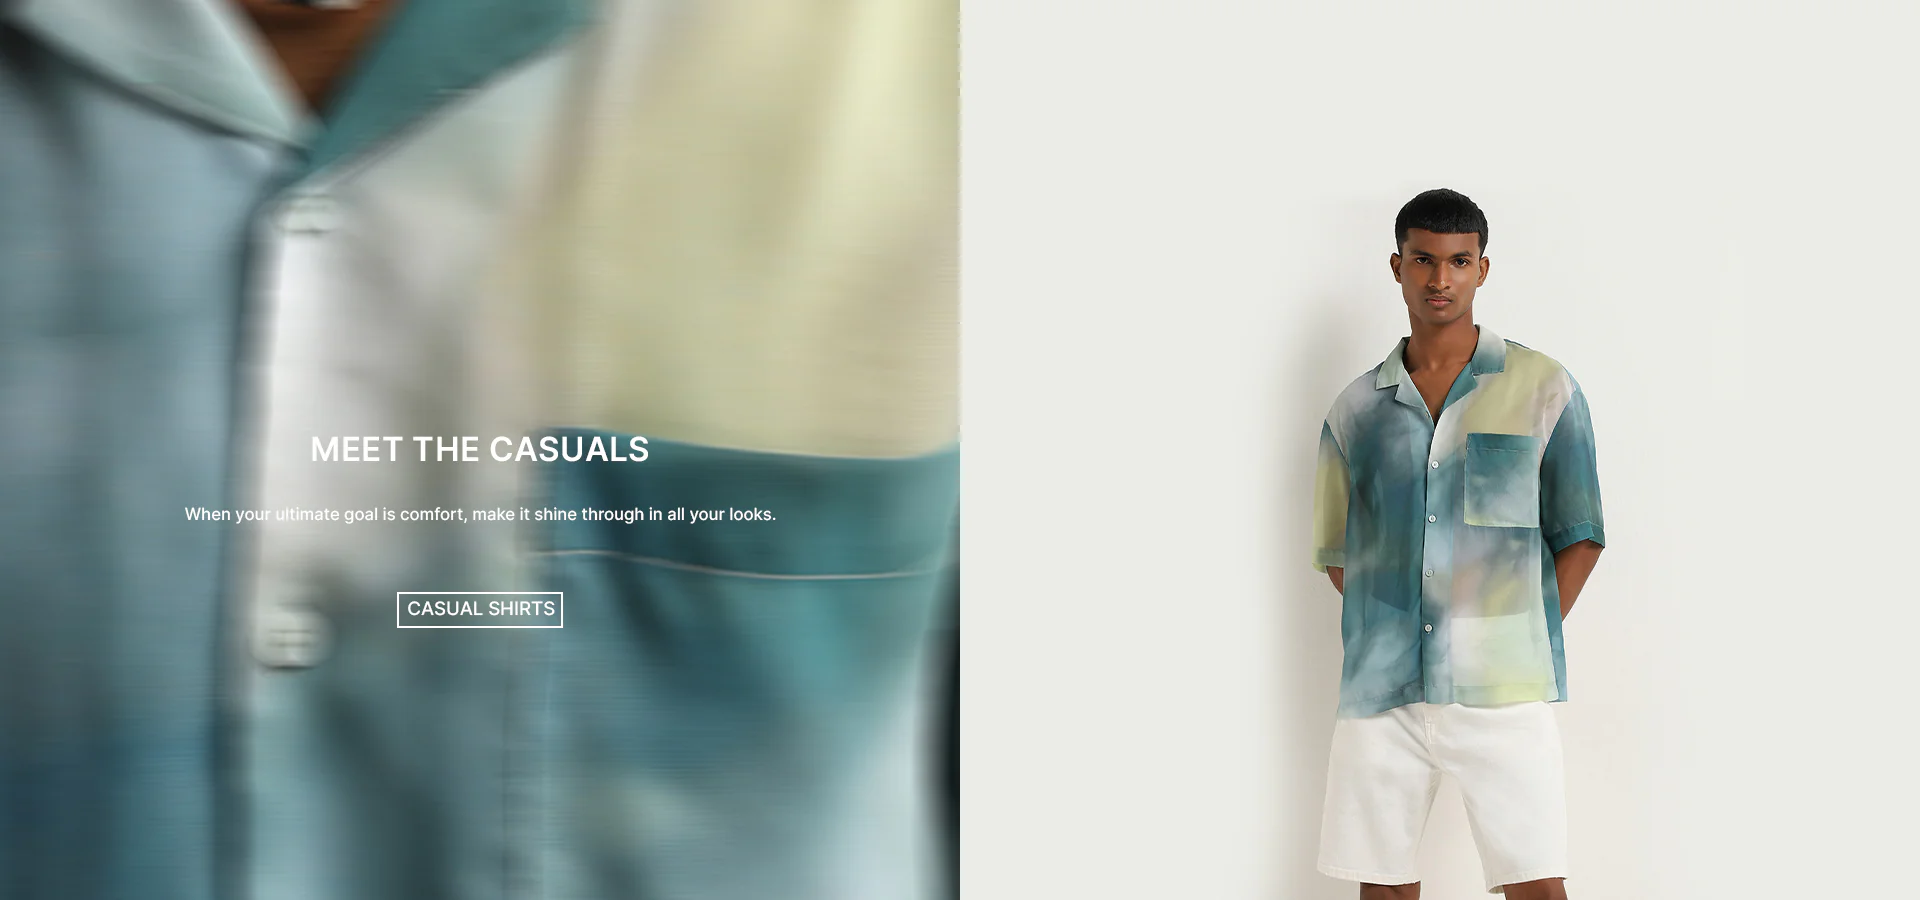 MEET THE CASUALS
When your ultimate goal is comfort, make it shine through in all your looks.
CASUAL SHIRTS